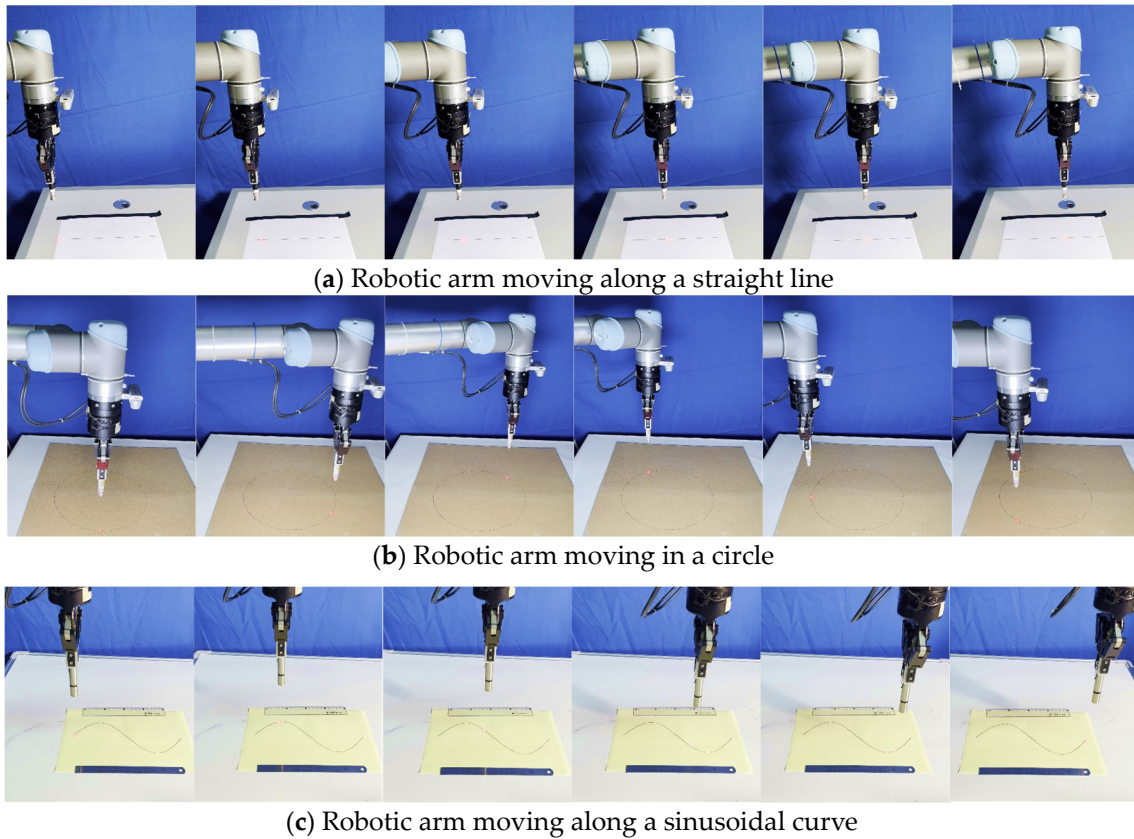 (a) Robotic arm moving along a straight line
(b) Robotic arm moving in a circle
(c) Robotic arm moving along a sinusoidal curve